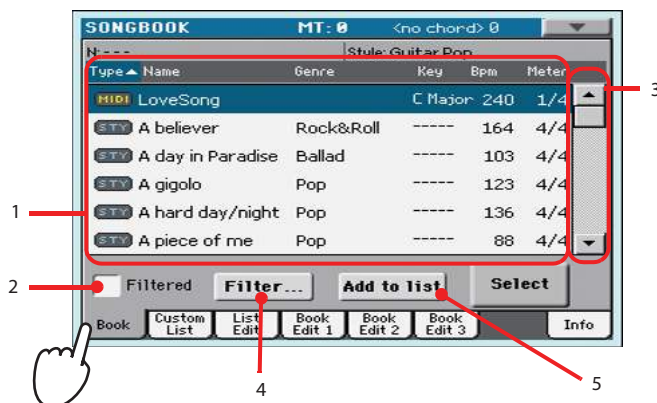 SONGBOOK MT: 0 <no chord> 0
N: --- Style: Guitar Pop
Type Name Genre Key Bpm Meter
MIDI LoveSong C Major 240 1/4
STY A believer Rock&Roll ----- 164 4/4
STY A day in Paradise Ballad ----- 103 4/4
STY A gigolo Pop ----- 123 4/4
STY A hard day/night Pop ----- 136 4/4
STY A piece of me Pop ----- 88 4/4
Filtered Filter... Add to list Select
Book Custom List List Edit Book Edit 1 Book Edit 2 Book Edit 3 Info
1
2
3
4
5